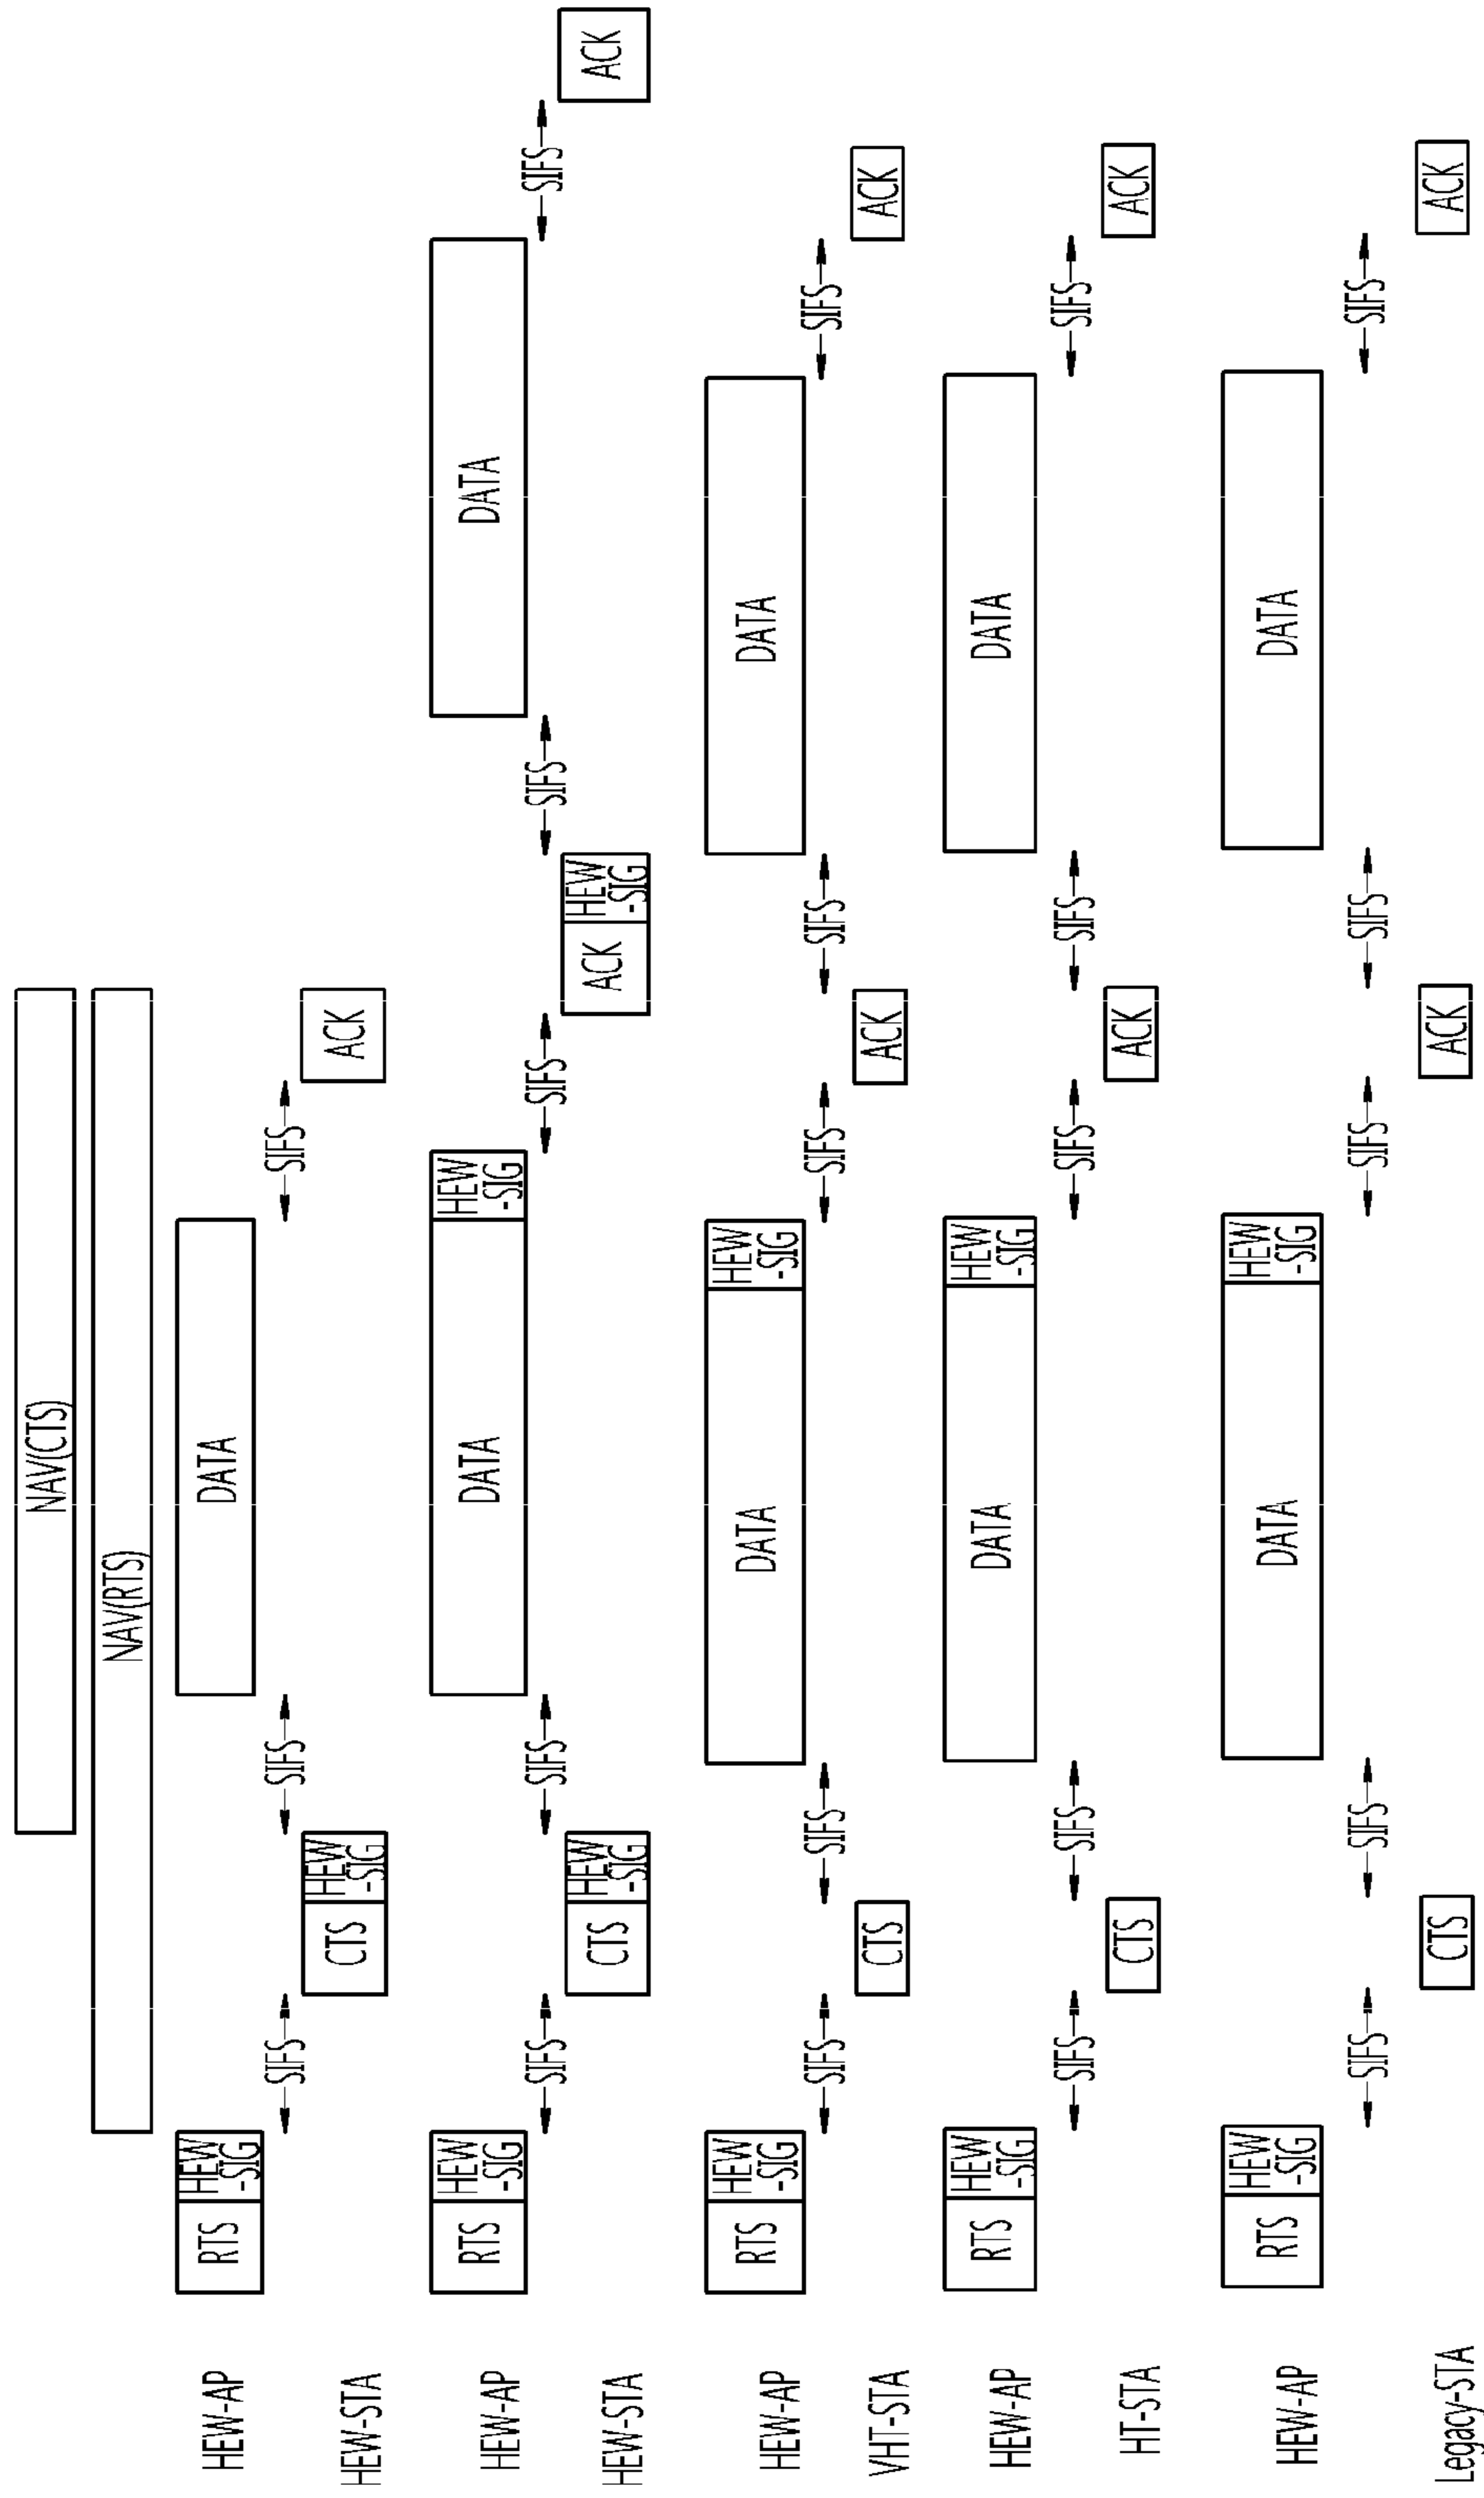 NAV(CTS)
NAV(RTS)
HEW-AP
RTS
HEW
-SIG
SIFS
DATA
SIFS
HEW-STA
SIFS
CTS
HEW
-SIG
ACK
HEW-AP
RTS
HEW
-SIG
DATA
HEW
-SIG
DATA
SIFS
SIFS
SIFS
SIFS
SIFS
HEW-STA
CTS
HEW
-SIG
ACK
HEW
-SIG
ACK
HEW-AP
RTS
HEW
-SIG
DATA
HEW
-SIG
DATA
SIFS
SIFS
SIFS
SIFS
SIFS
VHT-STA
CTS
ACK
ACK
HEW-AP
RTS
HEW
-SIG
DATA
HEW
-SIG
DATA
SIFS
SIFS
SIFS
SIFS
SIFS
HT-STA
CTS
ACK
ACK
HEW-AP
RTS
HEW
-SIG
DATA
HEW
-SIG
DATA
SIFS
SIFS
SIFS
SIFS
SIFS
Legacy-STA
CTS
ACK
ACK